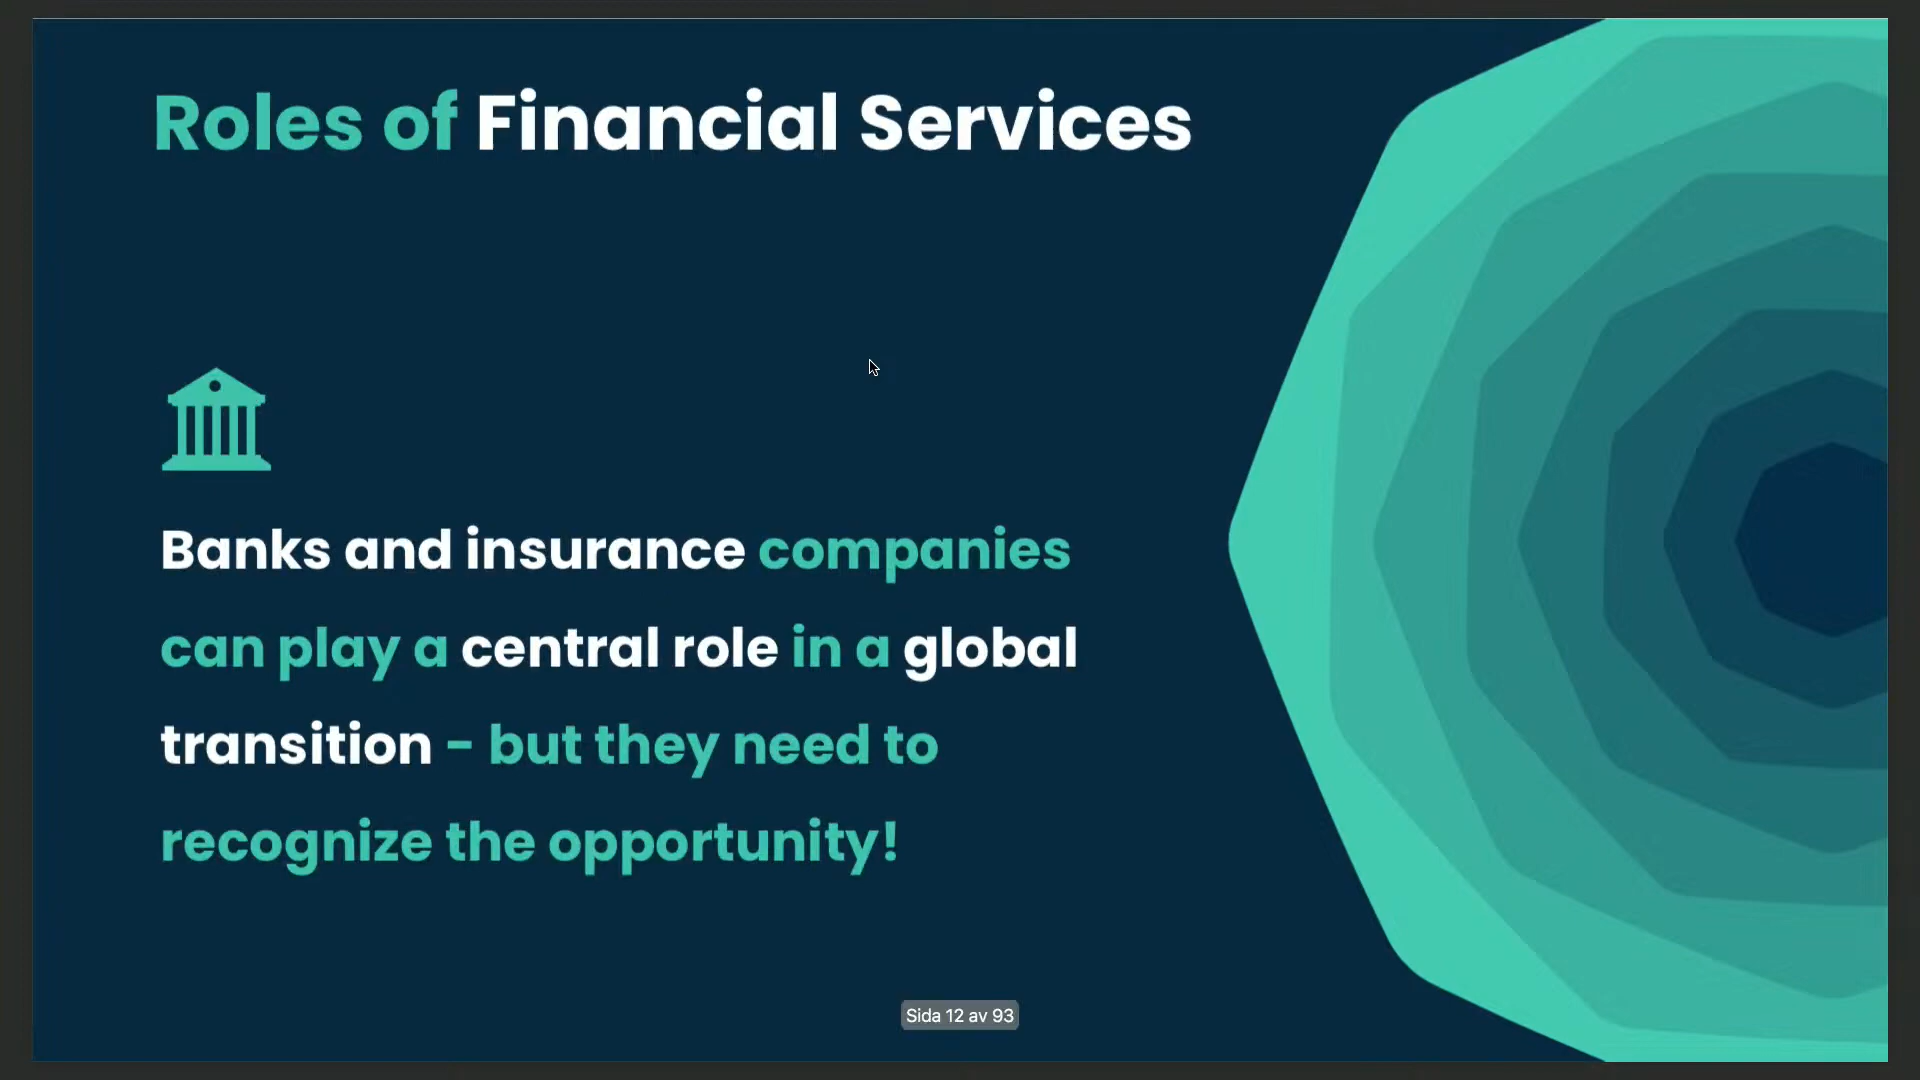 Roles of Financial Services
Banks and insurance companies
can play a central role in a global
transition - but they need to
recognize the opportunity!
Sida 12 av 93